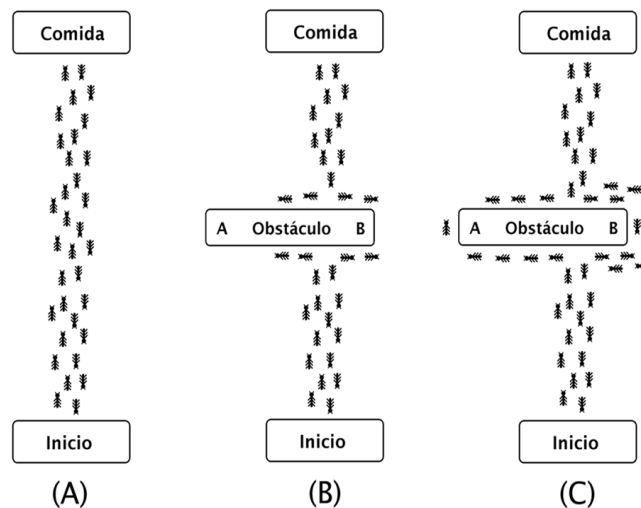 Comida
Comida
Comida
A Obstáculo B
A Obstáculo B
Inicio
Inicio
Inicio
(A)
(B)
(C)